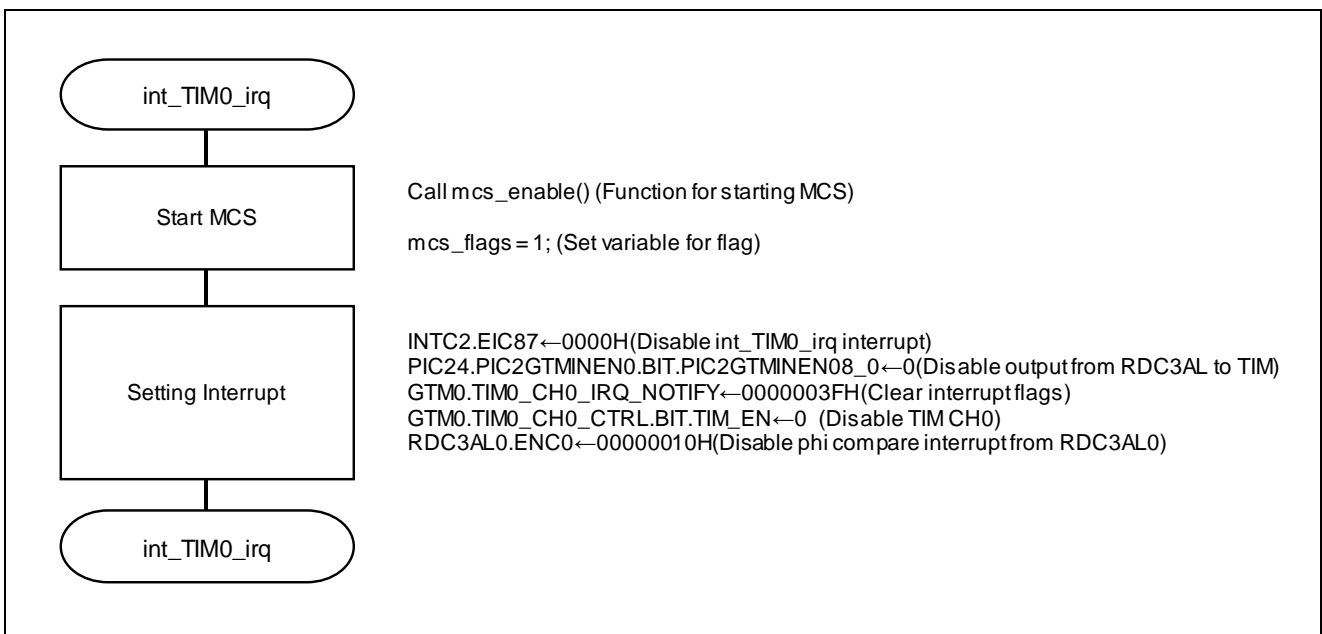 int_TIM0_irq
Start MCS
Call mcs_enable() (Function for starting MCS)
mcs_flags = 1; (Set variable for flag)
Setting Interrupt
INTC2.EIC87←0000H(Disable int_TIM0_irq interrupt)
PIC24.PIC2GTMINEN0.BIT.PIC2GTMINEN08_0←0(Disable output from RDC3AL to TIM)
GTM0.TIM0_CH0_IRQ_NOTIFY←0000003FH(Clear interrupt flags)
GTM0.TIM0_CH0_CTRL.BIT.TIM_EN←0 (Disable TIM CH0)
RDC3AL0.ENC0←00000010H(Disable phi compare interrupt from RDC3AL0)
int_TIM0_irq